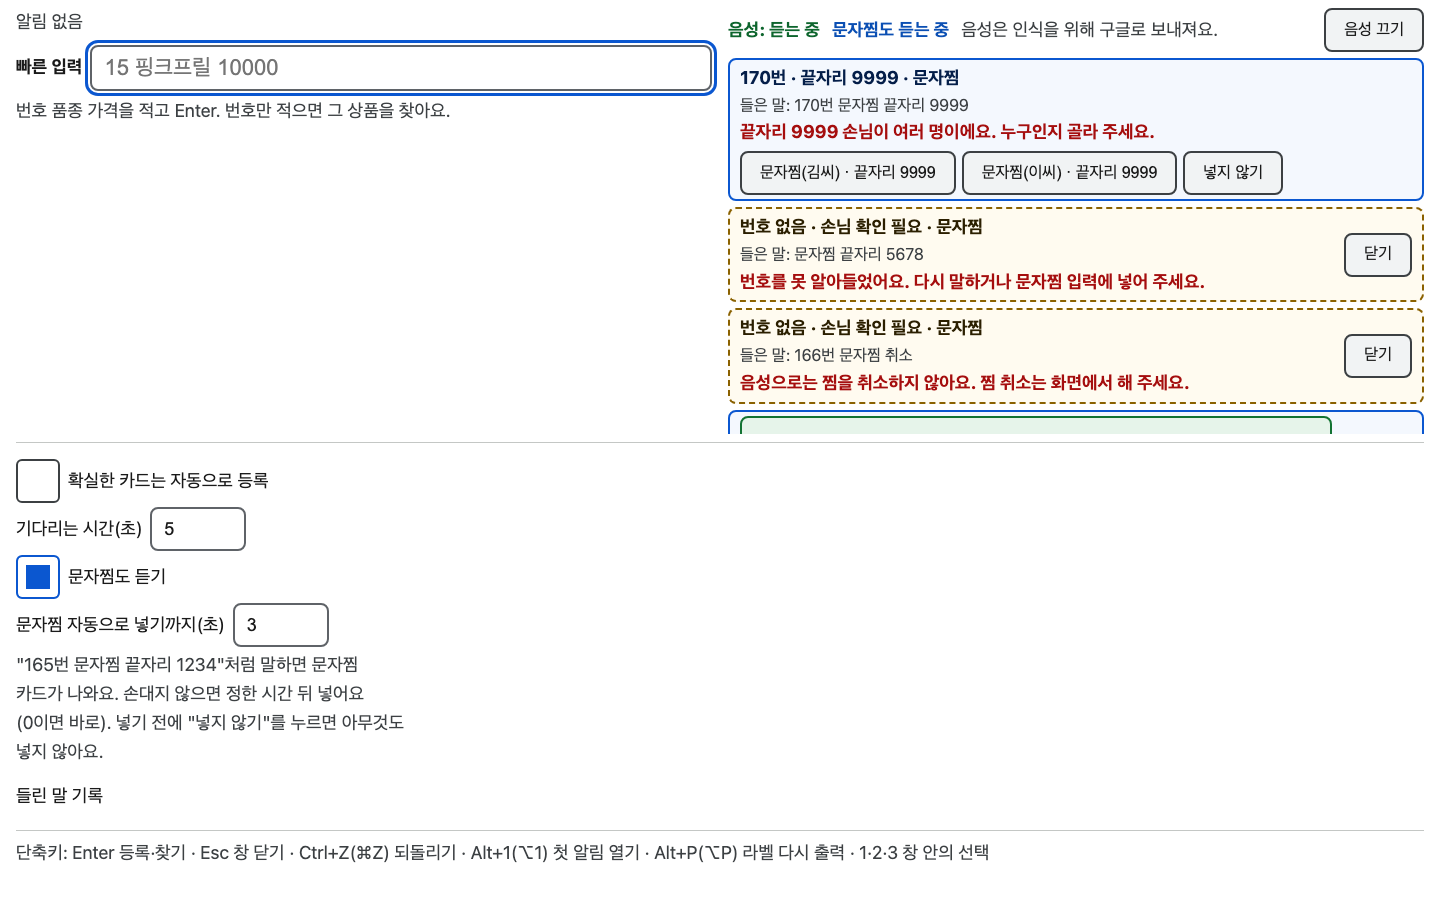 알림 없음
빠른 입력 15 핑크프릴 10000
번호 품종 가격을 적고 Enter. 번호만 적으면 그 상품을 찾아요.
음성: 듣는 중 문자찜도 듣는 중 음성은 인식을 위해 구글로 보내져요. 음성 끄기
170번 · 끝자리 9999 · 문자찜
들은 말: 170번 문자찜 끝자리 9999
끝자리 9999 손님이 여러 명이에요. 누구인지 골라 주세요.
문자찜(김씨) · 끝자리 9999 문자찜(이씨) · 끝자리 9999 넣지 않기
번호 없음 · 손님 확인 필요 · 문자찜
들은 말: 문자찜 끝자리 5678
번호를 못 알아들었어요. 다시 말하거나 문자찜 입력에 넣어 주세요.
닫기
번호 없음 · 손님 확인 필요 · 문자찜
들은 말: 166번 문자찜 취소
음성으로는 찜을 취소하지 않아요. 찜 취소는 화면에서 해 주세요.
닫기
확실한 카드는 자동으로 등록
기다리는 시간(초) 5
문자찜도 듣기
문자찜 자동으로 넣기까지(초) 3
"165번 문자찜 끝자리 1234"처럼 말하면 문자찜
카드가 나와요. 손대지 않으면 정한 시간 뒤 넣어요
(0이면 바로). 넣기 전에 "넣지 않기"를 누르면 아무것도
넣지 않아요.
들린 말 기록
단축키: Enter 등록·찾기 · Esc 창 닫기 · Ctrl+Z(⌘Z) 되돌리기 · Alt+1(⌥1) 첫 알림 열기 · Alt+P(⌥P) 라벨 다시 출력 · 1·2·3 창 안의 선택